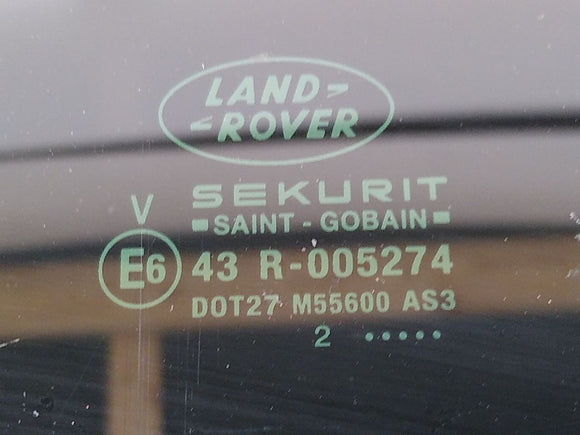 LAND
ROVER
SEKURIT
SAINT-GOBAIN
V
E6 43 R-005274
DOT27 M55600 AS3
2 .....